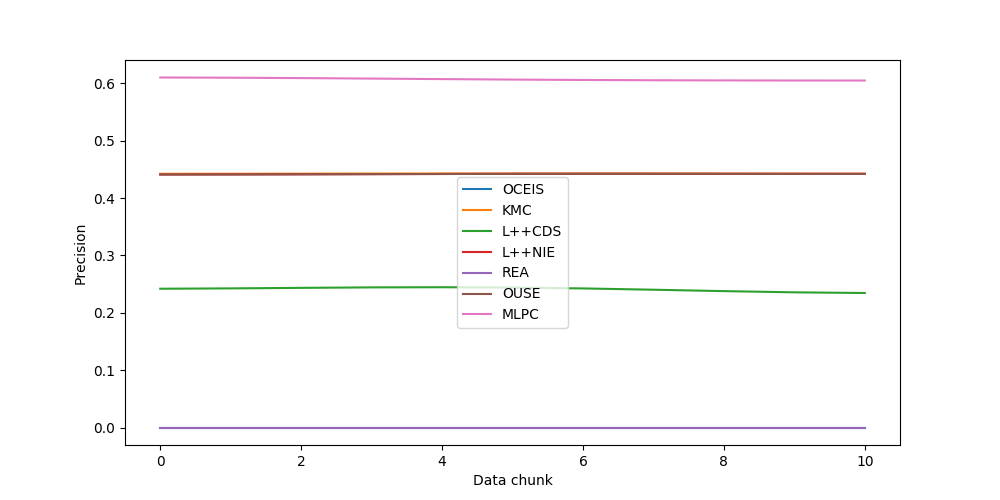 0.6
0.5
0.4
0.3
0.2
0.1
0.0
Precision
OCEIS
KMC
L++CDS
L++NIE
REA
OUSE
MLPC
0 2 4 6 8 10
Data chunk